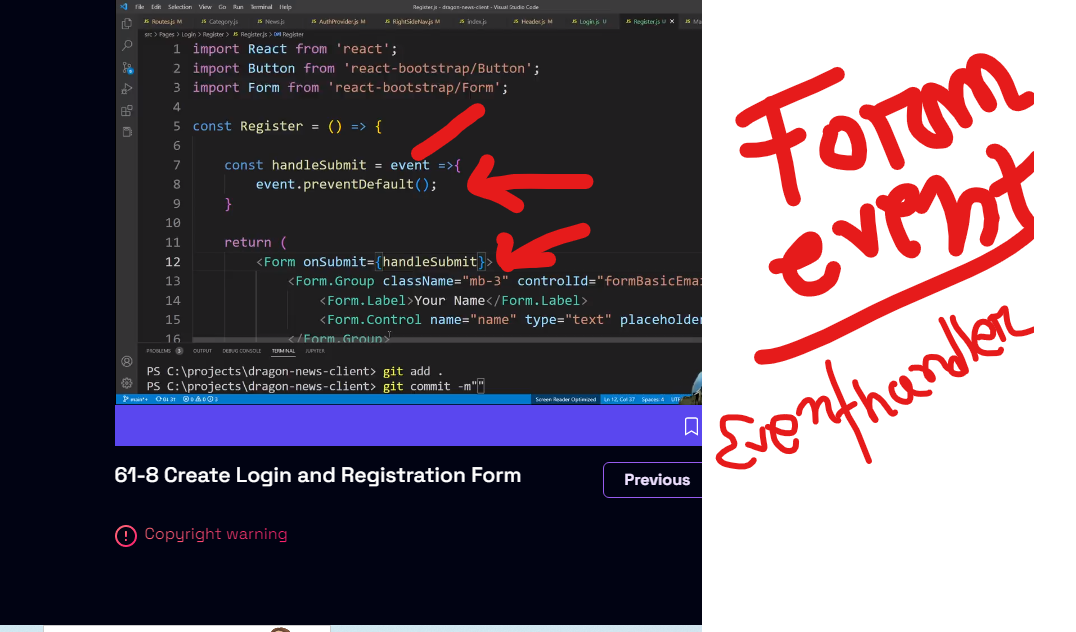 File Edit Selection View Go Run Terminal Help
Register.js - dragon-news-client - Visual Studio Code
Routes.js M Category.js News.js AuthProvider.js M RightSideNav.js M index.js Header.js M Login.js U Register.js U
src > Pages > Login > Register > Register.js > Register
1 import React from 'react';
2 import Button from 'react-bootstrap/Button';
3 import Form from 'react-bootstrap/Form';
4
5 const Register = () => {
6
7 const handleSubmit = event =>{
8 event.preventDefault();
9 }
10
11 return (
12 <Form onSubmit={handleSubmit}>
13 <Form.Group className="mb-3" controlId="formBasicEmai
14 <Form.Label>Your Name</Form.Label>
15 <Form.Control name="name" type="text" placeholder
16 </Form.Group>
PROBLEMS 3 OUTPUT DEBUG CONSOLE TERMINAL JUPYTER
PS C:\projects\dragon-news-client> git add .
PS C:\projects\dragon-news-client> git commit -m""
main*+ Screen Reader Optimized Ln 12, Col 37 Spaces: 4 UTF
61-8 Create Login and Registration Form
Previous
Copyright warning
Form
event
Eventhandler